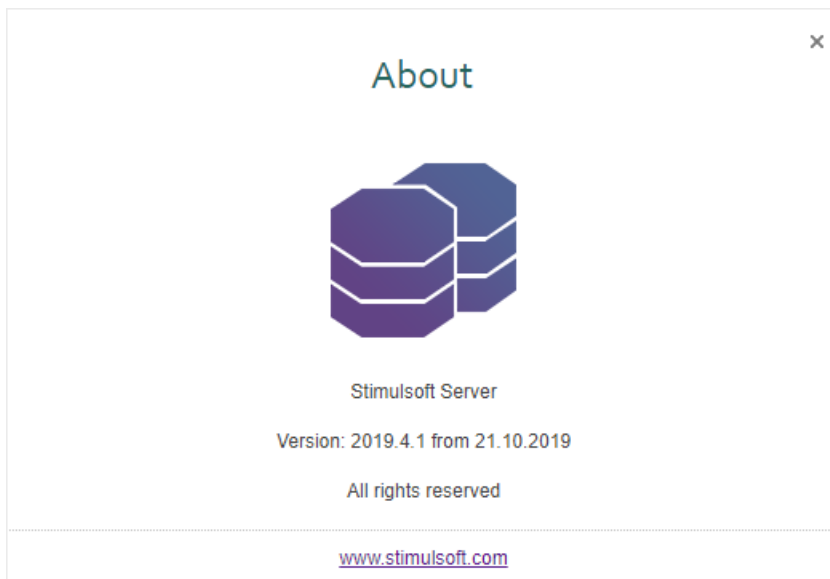 About
Stimulsoft Server
Version: 2019.4.1 from 21.10.2019
All rights reserved
www.stimulsoft.com